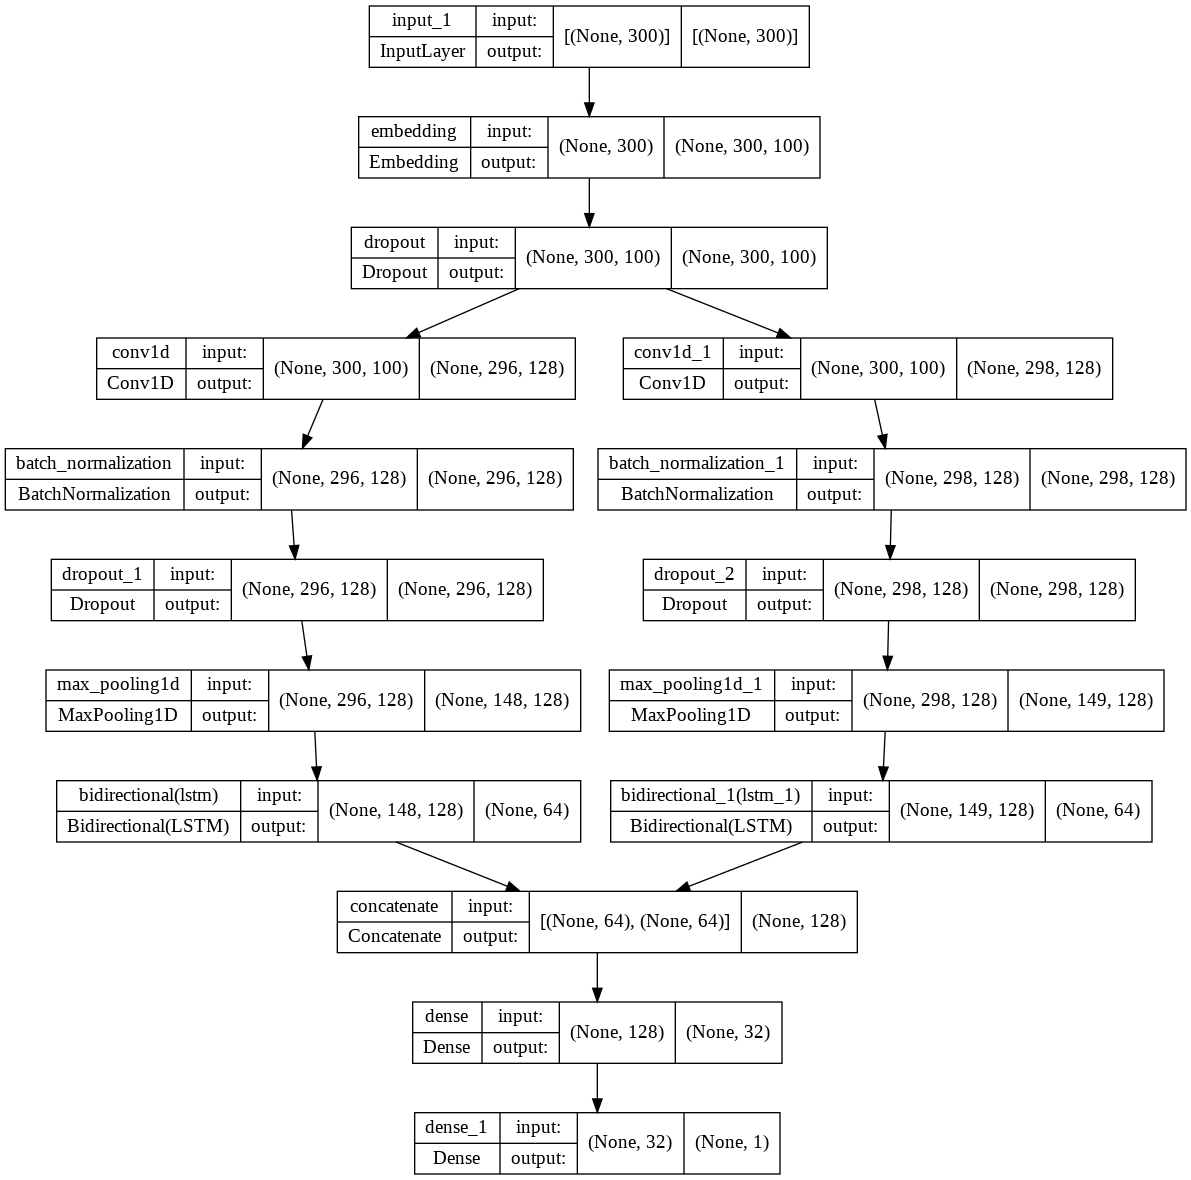 input_1 input: [(None, 300)] [(None, 300)]
InputLayer output:
embedding input: (None, 300) (None, 300, 100)
Embedding output:
dropout input: (None, 300, 100) (None, 300, 100)
Dropout output:
conv1d input: (None, 300, 100) (None, 296, 128)
Conv1D output:
conv1d_1 input: (None, 300, 100) (None, 298, 128)
Conv1D output:
batch_normalization input: (None, 296, 128) (None, 296, 128)
BatchNormalization output:
batch_normalization_1 input: (None, 298, 128) (None, 298, 128)
BatchNormalization output:
dropout_1 input: (None, 296, 128) (None, 296, 128)
Dropout output:
dropout_2 input: (None, 298, 128) (None, 298, 128)
Dropout output:
max_pooling1d input: (None, 296, 128) (None, 148, 128)
MaxPooling1D output:
max_pooling1d_1 input: (None, 298, 128) (None, 149, 128)
MaxPooling1D output:
bidirectional(lstm) input: (None, 148, 128) (None, 64)
Bidirectional(LSTM) output:
bidirectional_1(lstm_1) input: (None, 149, 128) (None, 64)
Bidirectional(LSTM) output:
concatenate input: [(None, 64), (None, 64)] (None, 128)
Concatenate output:
dense input: (None, 128) (None, 32)
Dense output:
dense_1 input: (None, 32) (None, 1)
Dense output: